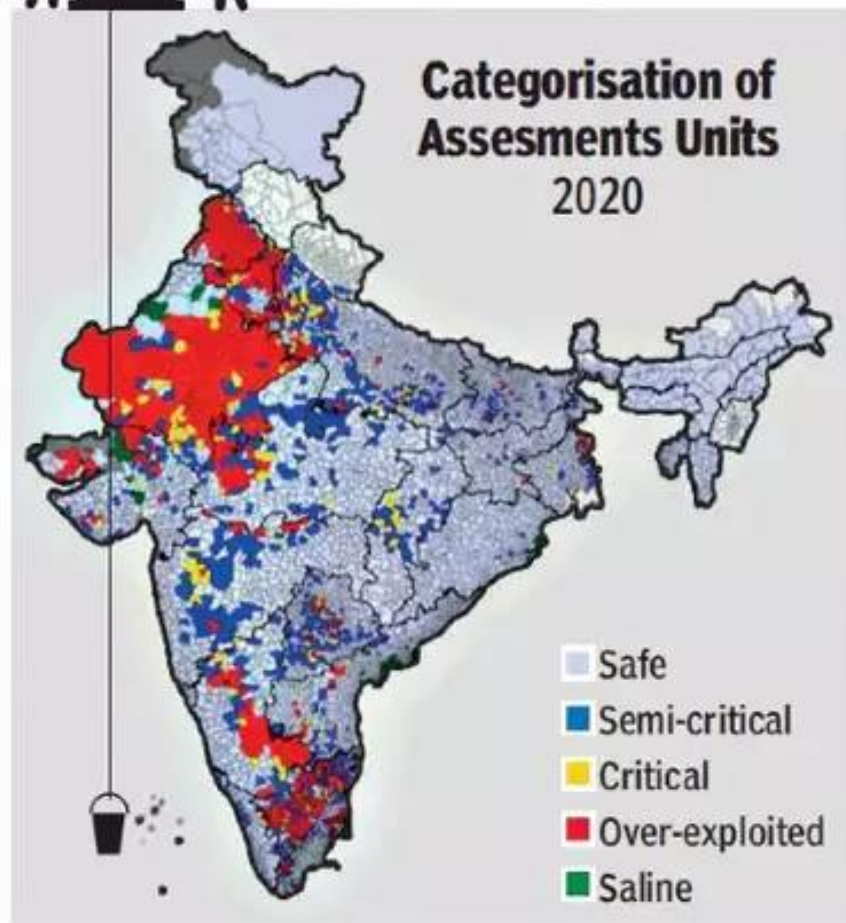 Categorisation of
Assesments Units
2020
Safe
Semi-critical
Critical
Over-exploited
Saline